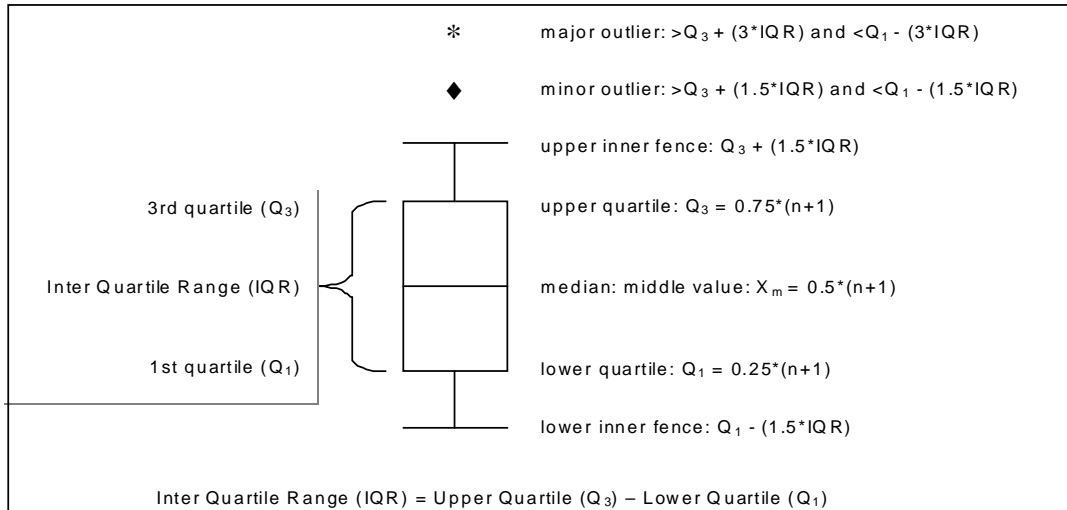 * major outlier: >Q₃ + (3*IQR) and <Q₁ - (3*IQR)
♦ minor outlier: >Q₃ + (1.5*IQR) and <Q₁ - (1.5*IQR)
upper inner fence: Q₃ + (1.5*IQR)
3rd quartile (Q₃)
upper quartile: Q₃ = 0.75*(n+1)
Inter Quartile Range (IQR)
median: middle value: Xₘ = 0.5*(n+1)
1st quartile (Q₁)
lower quartile: Q₁ = 0.25*(n+1)
lower inner fence: Q₁ - (1.5*IQR)
Inter Quartile Range (IQR) = Upper Quartile (Q₃) – Lower Quartile (Q₁)